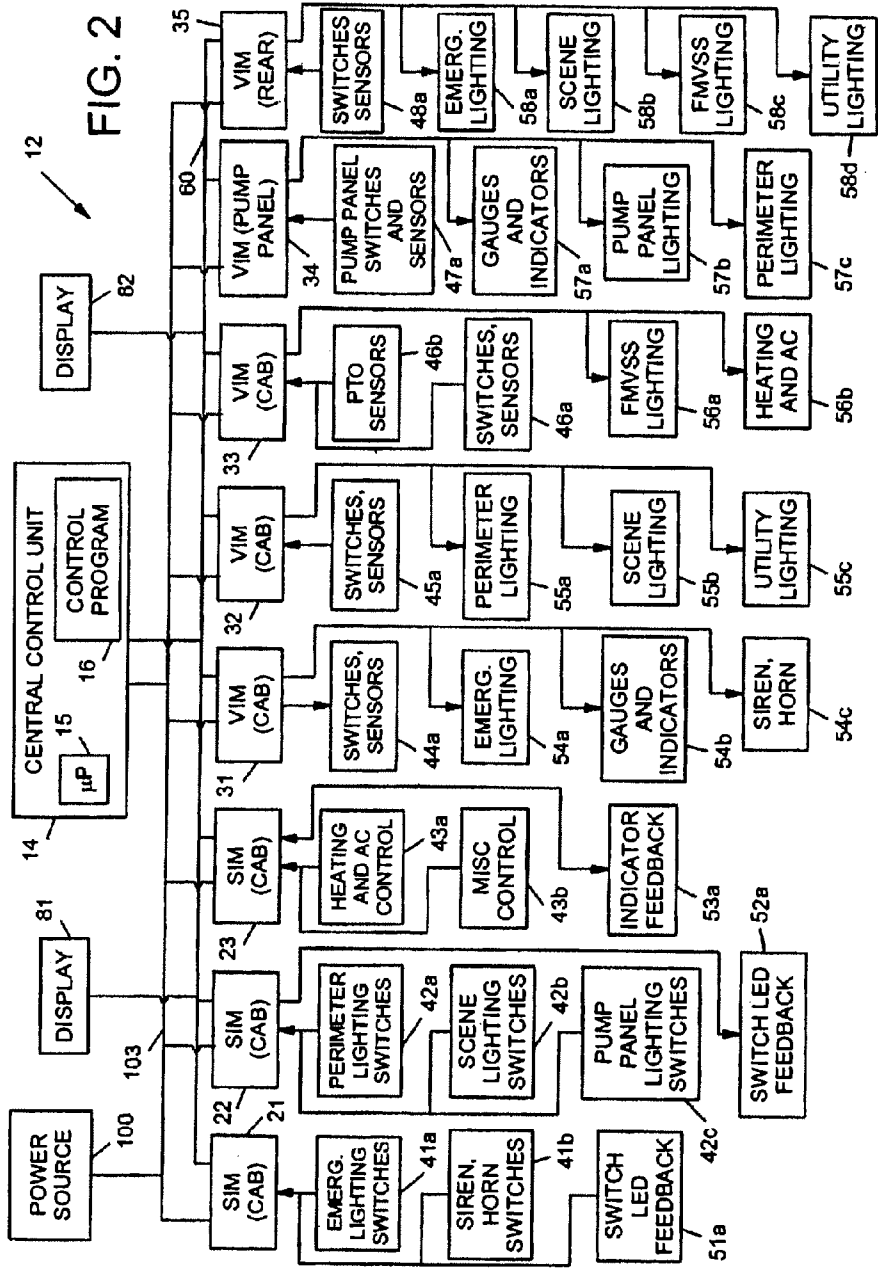 FIG. 2
12
POWER
SOURCE
100
103
DISPLAY
81
CENTRAL CONTROL UNIT
14
15
µP
16
CONTROL
PROGRAM
DISPLAY
82
60
SIM
(CAB)
21
EMERG.
LIGHTING
SWITCHES
41a
SIREN,
HORN
SWITCHES
41b
SWITCH
LED
FEEDBACK
51a
SIM
(CAB)
22
PERIMETER
LIGHTING
SWITCHES
42a
SCENE
LIGHTING
SWITCHES
42b
PUMP
PANEL
LIGHTING
SWITCHES
42c
SWITCH LED
FEEDBACK
52a
SIM
(CAB)
23
HEATING
AND AC
CONTROL
43a
MISC
CONTROL
43b
INDICATOR
FEEDBACK
53a
VIM
(CAB)
31
SWITCHES,
SENSORS
44a
EMERG.
LIGHTING
54a
GAUGES
AND
INDICATORS
54b
SIREN,
HORN
54c
VIM
(CAB)
32
SWITCHES,
SENSORS
45a
PERIMETER
LIGHTING
55a
SCENE
LIGHTING
55b
UTILITY
LIGHTING
55c
VIM
(CAB)
33
PTO
SENSORS
46b
SWITCHES,
SENSORS
46a
FMVSS
LIGHTING
56a
HEATING
AND AC
56b
VIM (PUMP
PANEL)
34
PUMP PANEL
SWITCHES
AND
SENSORS
47a
GAUGES
AND
INDICATORS
57a
PUMP
PANEL
LIGHTING
57b
PERIMETER
LIGHTING
57c
VIM
(REAR)
35
SWITCHES
SENSORS
48a
EMERG.
LIGHTING
58a
SCENE
LIGHTING
58b
FMVSS
LIGHTING
58c
UTILITY
LIGHTING
58d